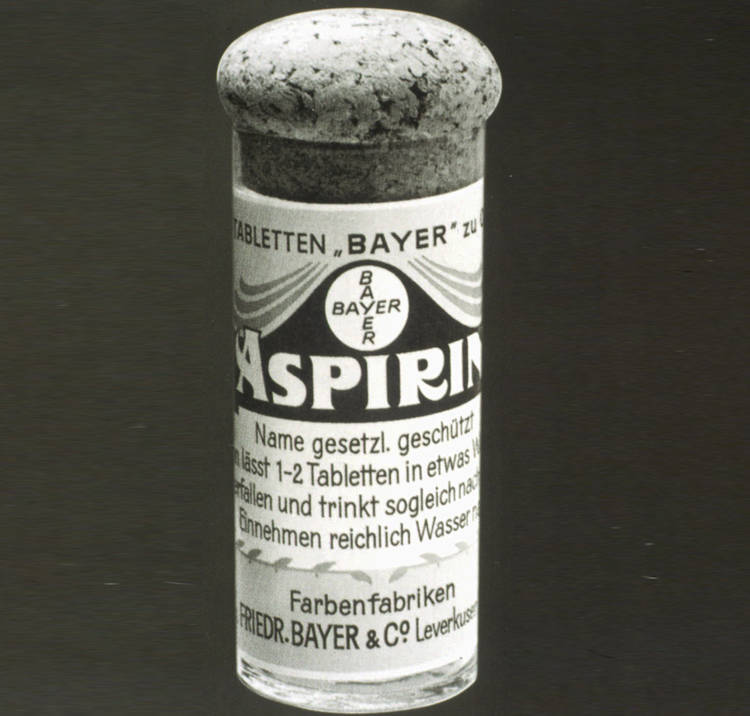 TABLETTEN „BAYER" zu
BAYER
BAYER
ASPIRIN
Name gesetzl. geschützt
lässt 1-2 Tabletten in etwas
und trinkt sogleich
Einnehmen reichlich Wasser
Farbenfabriken
FRIEDR. BAYER & Cº Leverkusen